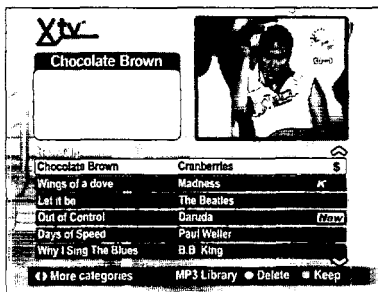 Xtv
Chocolate Brown
Chocolate Brown Cranberries $
Wings of a dove Madness K
Let it be The Beatles
Out of Control Daruda New
Days of Speed Paul Weller
Why I Sing The Blues B.B King
More categories MP3 Library Delete Keep